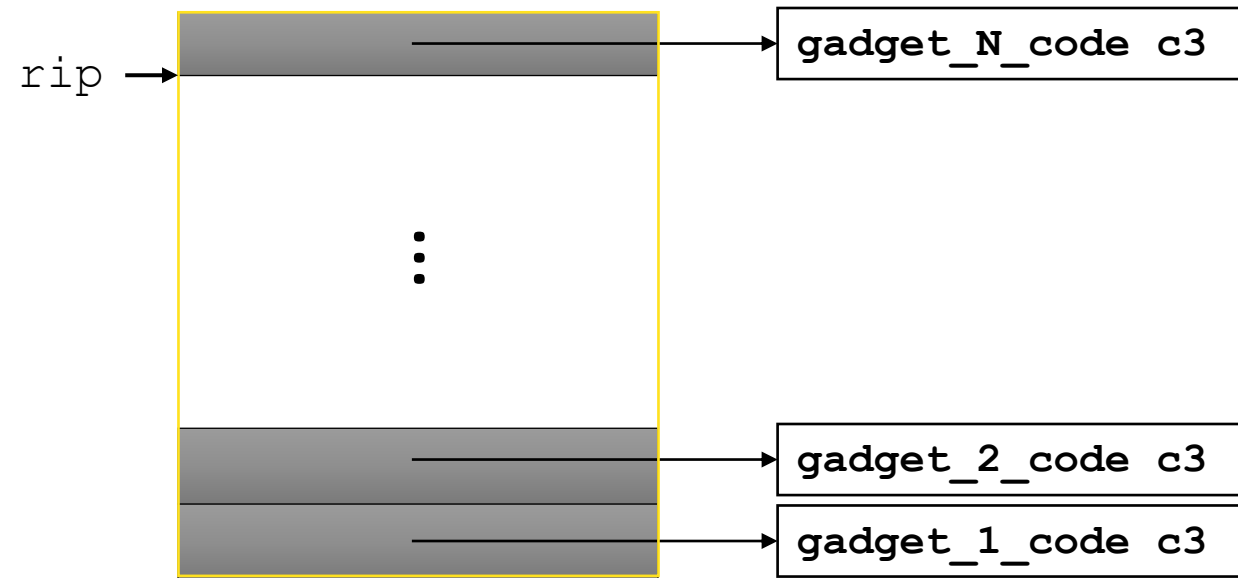 gadget_N_code c3
rip
⋮
gadget_2_code c3
gadget_1_code c3